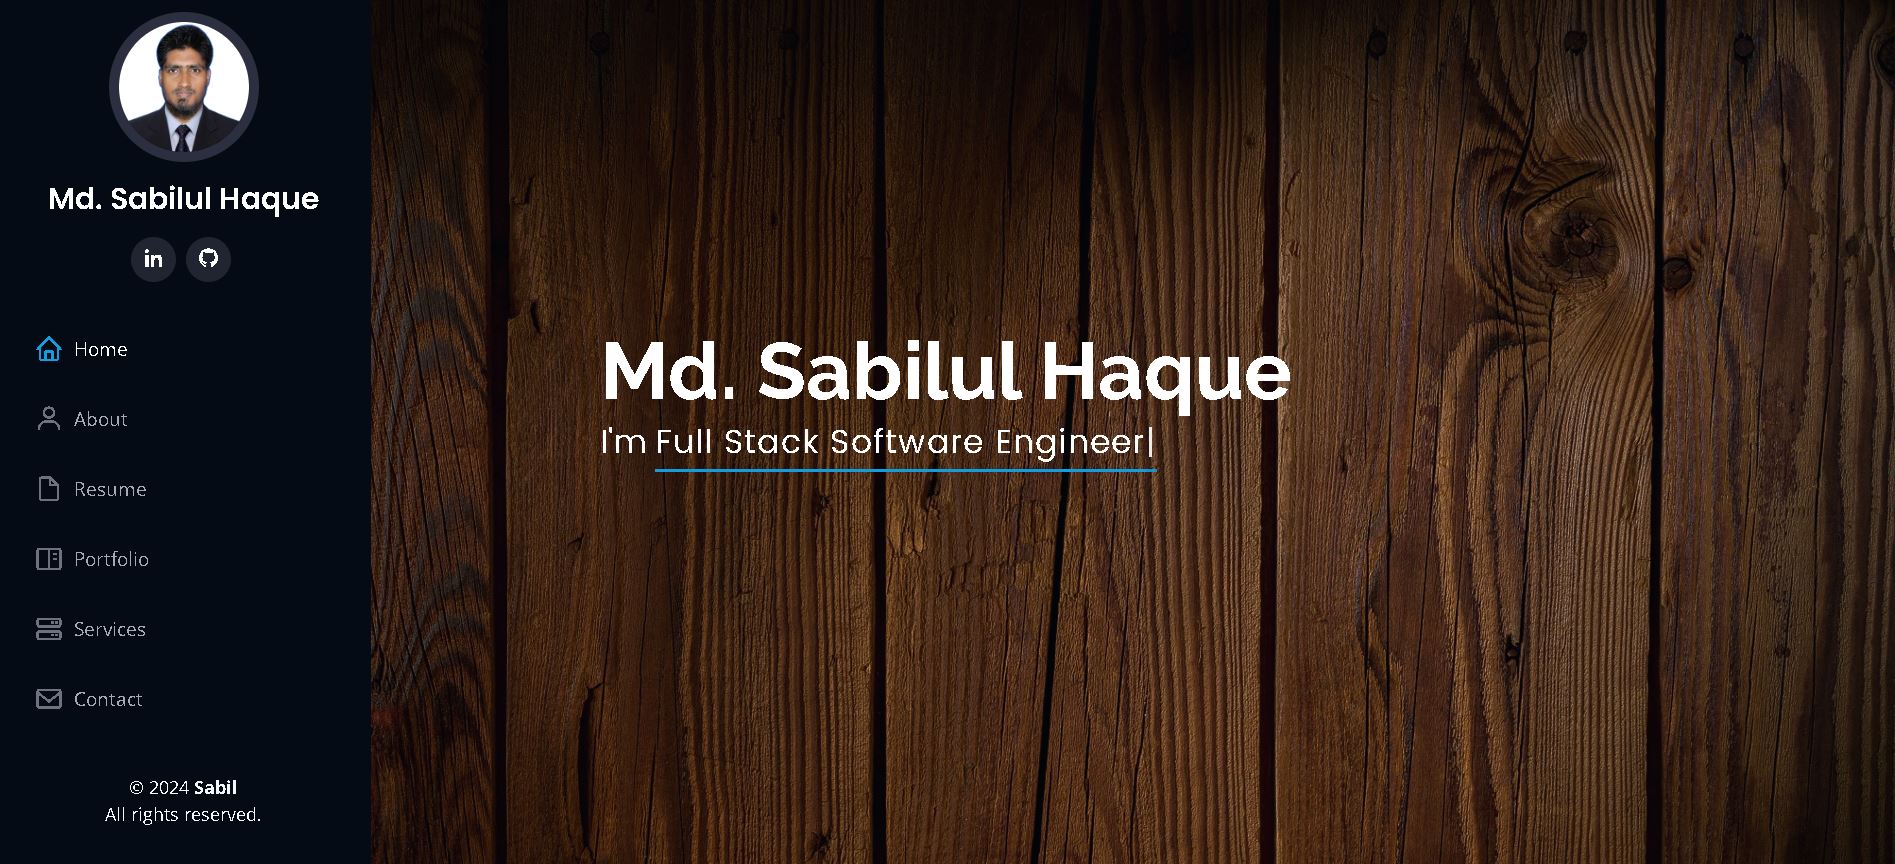 Md. Sabilul Haque
in
Home
About
Resume
Portfolio
Services
Contact
© 2024 Sabil
All rights reserved.
Md. Sabilul Haque
I'm Full Stack Software Engineer|